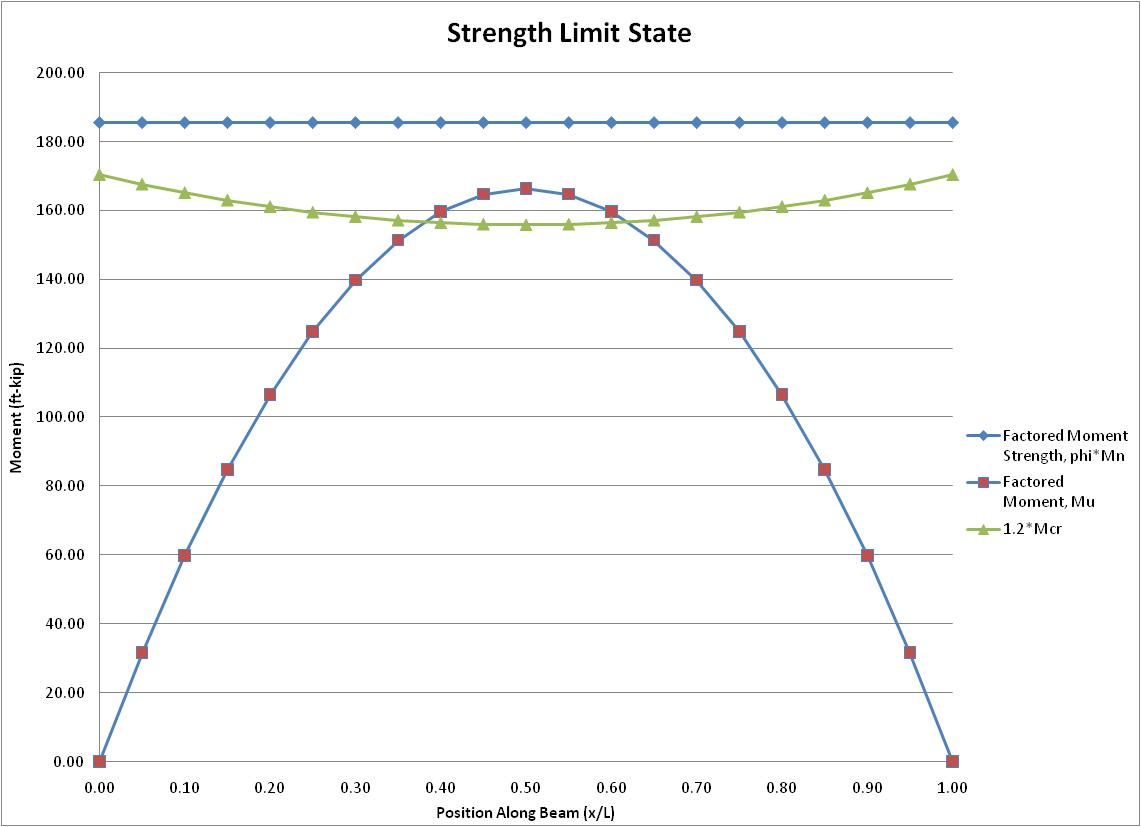 Strength Limit State
200.00
180.00
160.00
140.00
120.00
100.00
80.00
60.00
40.00
20.00
0.00
Moment (ft-kip)
0.00 0.10 0.20 0.30 0.40 0.50 0.60 0.70 0.80 0.90 1.00
Position Along Beam (x/L)
Factored Moment
Strength, phi*Mn
Factored
Moment, Mu
1.2*Mcr